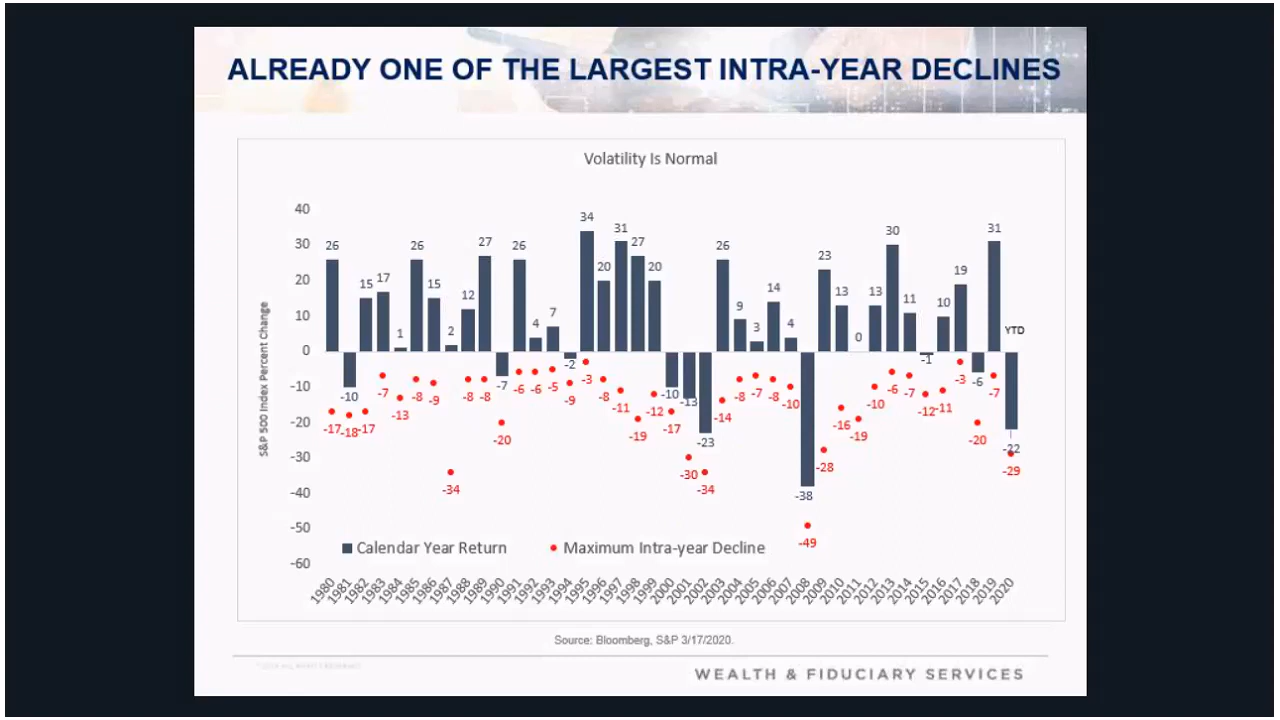 ALREADY ONE OF THE LARGEST INTRA-YEAR DECLINES
Volatility Is Normal
S&P 500 Index Percent Change
40
30
20
10
0
-10
-20
-30
-40
-50
-60
26 -10 15 17 1 26 15 2 12 27 -7 26 4 7 -2 34 20 31 27 20 -10 -13 -23 26 9 3 14 4 -38 23 13 0 13 30 11 -1 10 19 -6 31 YTD -22
-17 -18 -17 -7 -13 -8 -9 -34 -8 -8 -20 -6 -6 -5 -9 -3 -8 -11 -19 -12 -17 -30 -34 -14 -8 -7 -8 -10 -49 -28 -16 -19 -10 -6 -7 -12 -11 -3 -20 -7 -29
Calendar Year Return Maximum Intra-year Decline
1980 1981 1982 1983 1984 1985 1986 1987 1988 1989 1990 1991 1992 1993 1994 1995 1996 1997 1998 1999 2000 2001 2002 2003 2004 2005 2006 2007 2008 2009 2010 2011 2012 2013 2014 2015 2016 2017 2018 2019 2020
Source: Bloomberg, S&P 3/17/2020.
ALL RIGHTS RESERVED
WEALTH & FIDUCIARY SERVICES